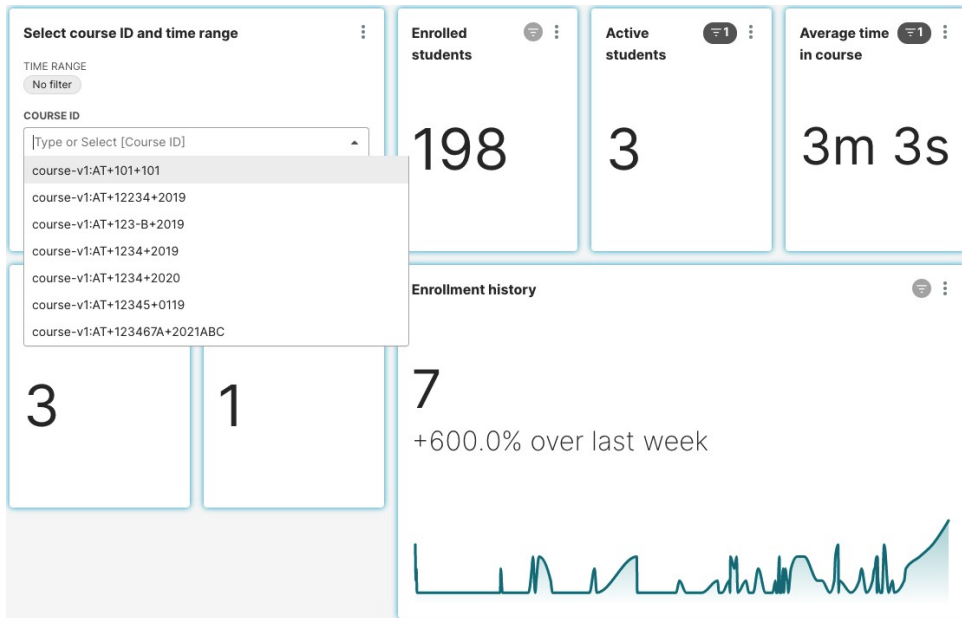 Select course ID and time range
TIME RANGE
No filter
COURSE ID
Type or Select [Course ID]
course-v1:AT+101+101
course-v1:AT+12234+2019
course-v1:AT+123-B+2019
course-v1:AT+1234+2019
course-v1:AT+1234+2020
course-v1:AT+12345+0119
course-v1:AT+123467A+2021ABC
Enrolled
students
198
Active
students
1
3
Average time
in course
1
3m 3s
3
1
Enrollment history
7
+600.0% over last week